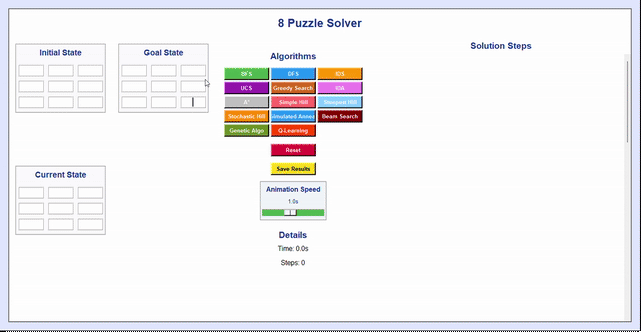 8 Puzzle Solver
Initial State
Goal State
Solution Steps
Algorithms
BFS
DFS
IDS
UCS
Greedy Search
IDA
A*
Simple Hill
Steepest Hill
Stochastic Hill
Simulated Anneal
Beam Search
Genetic Algo
Q-Learning
Reset
Save Results
Current State
Animation Speed
1.0s
Details
Time: 0.0s
Steps: 0